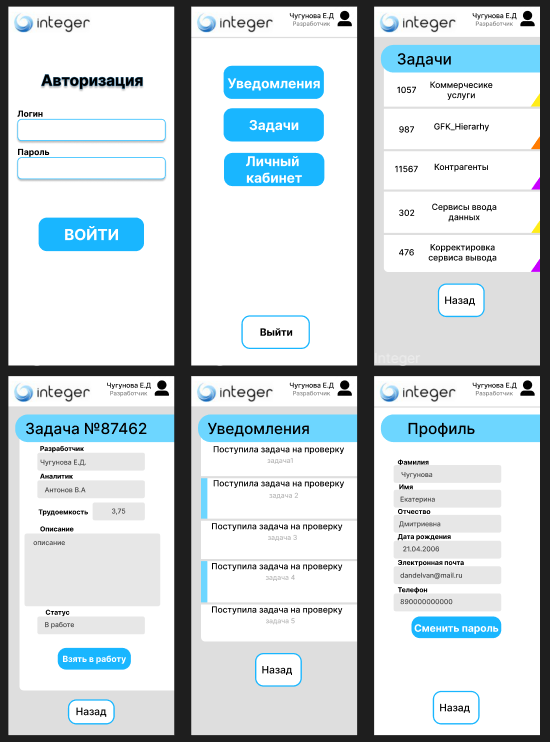 integer
Авторизация
Логин
Пароль
ВОЙТИ
integer
Чугунова Е.Д
Разработчик
Уведомления
Задачи
Личный
кабинет
Выйти
integer
Чугунова Е.Д
Разработчик
Задачи
1057 Коммерчесике
услуги
987 GFK_Hierarhy
11567 Контрагенты
302 Сервисы ввода
данных
476 Корректировка
сервиса вывода
Назад
integer
integer
Чугунова Е.Д
Разработчик
Задача №87462
Разработчик
Чугунова Е.Д.
Аналитик
Антонов В.А
Трудоемкость 3,75
Описание
описание
Статус
В работе
Взять в работу
Назад
integer
Чугунова Е.Д
Разработчик
Уведомления
Поступила задача на проверку
задача1
Поступила задача на проверку
задача 2
Поступила задача на проверку
задача 3
Поступила задача на проверку
задача 4
Поступила задача на проверку
задача 5
Назад
integer
Чугунова Е.Д
Разработчик
Профиль
Фамилия
Чугунова
Имя
Екатерина
Отчество
Дмитриевна
Дата рождения
21.04.2006
Электронная почта
dandelvan@mail.ru
Телефон
890000000000
Сменить пароль
Назад